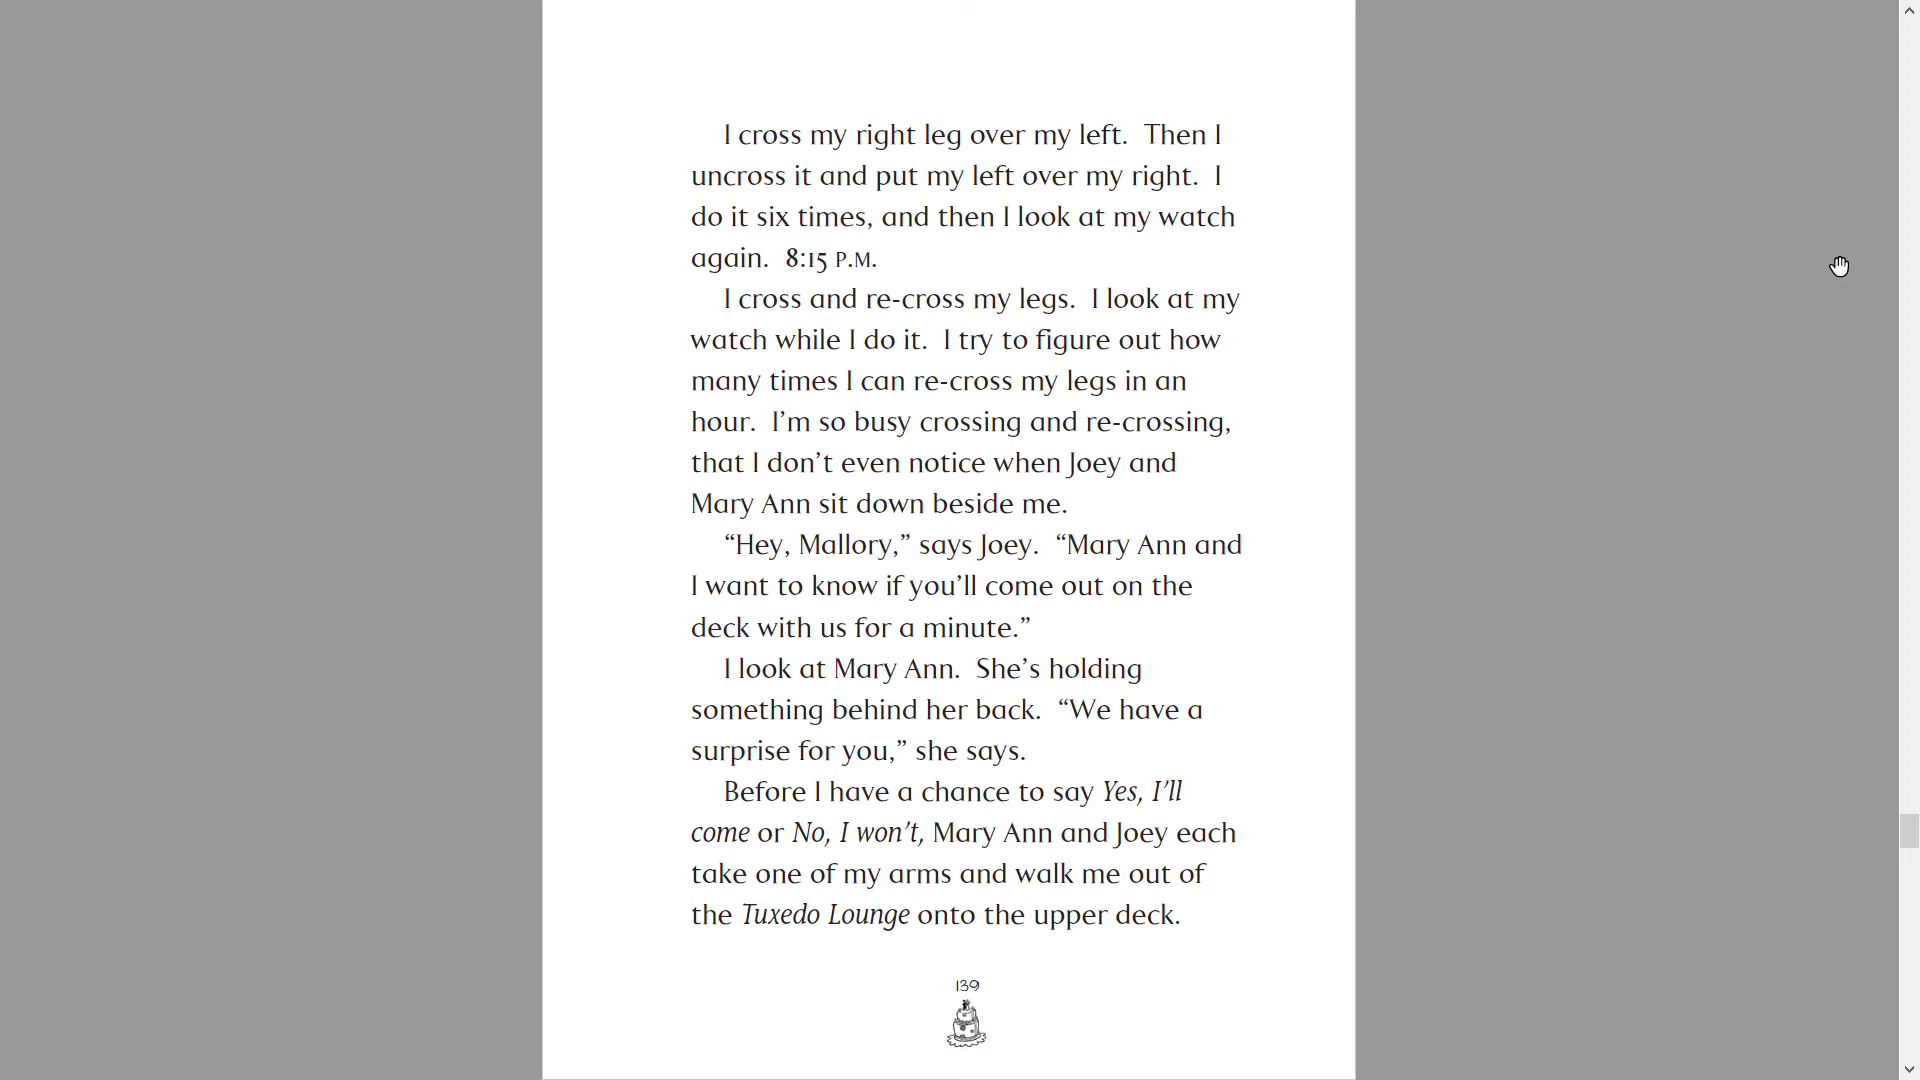 I cross my right leg over my left.  Then I
uncross it and put my left over my right.  I
do it six times, and then I look at my watch
again.  8:15 P.M.
I cross and re-cross my legs.  I look at my
watch while I do it.  I try to figure out how
many times I can re-cross my legs in an
hour.  I’m so busy crossing and re-crossing,
that I don’t even notice when Joey and
Mary Ann sit down beside me.
“Hey, Mallory,” says Joey.  “Mary Ann and
I want to know if you’ll come out on the
deck with us for a minute.”
I look at Mary Ann.  She’s holding
something behind her back.  “We have a
surprise for you,” she says.
Before I have a chance to say Yes, I’ll
come or No, I won’t, Mary Ann and Joey each
take one of my arms and walk me out of
the Tuxedo Lounge onto the upper deck.
139